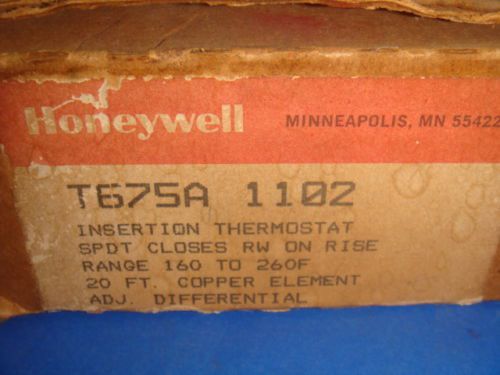 Honeywell MINNEAPOLIS, MN 55422
T675A 1102
INSERTION THERMOSTAT
SPDT CLOSES RW ON RISE
RANGE 160 TO 260F
20 FT. COPPER ELEMENT
ADJ. DIFFERENTIAL